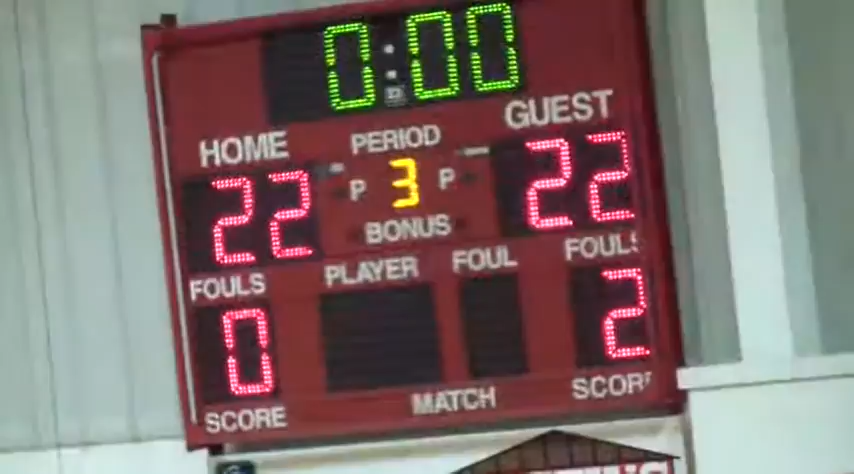 0:00
HOME PERIOD GUEST
22 P 3 P 22
BONUS
FOULS PLAYER FOUL FOULS
0 2
SCORE MATCH SCORE